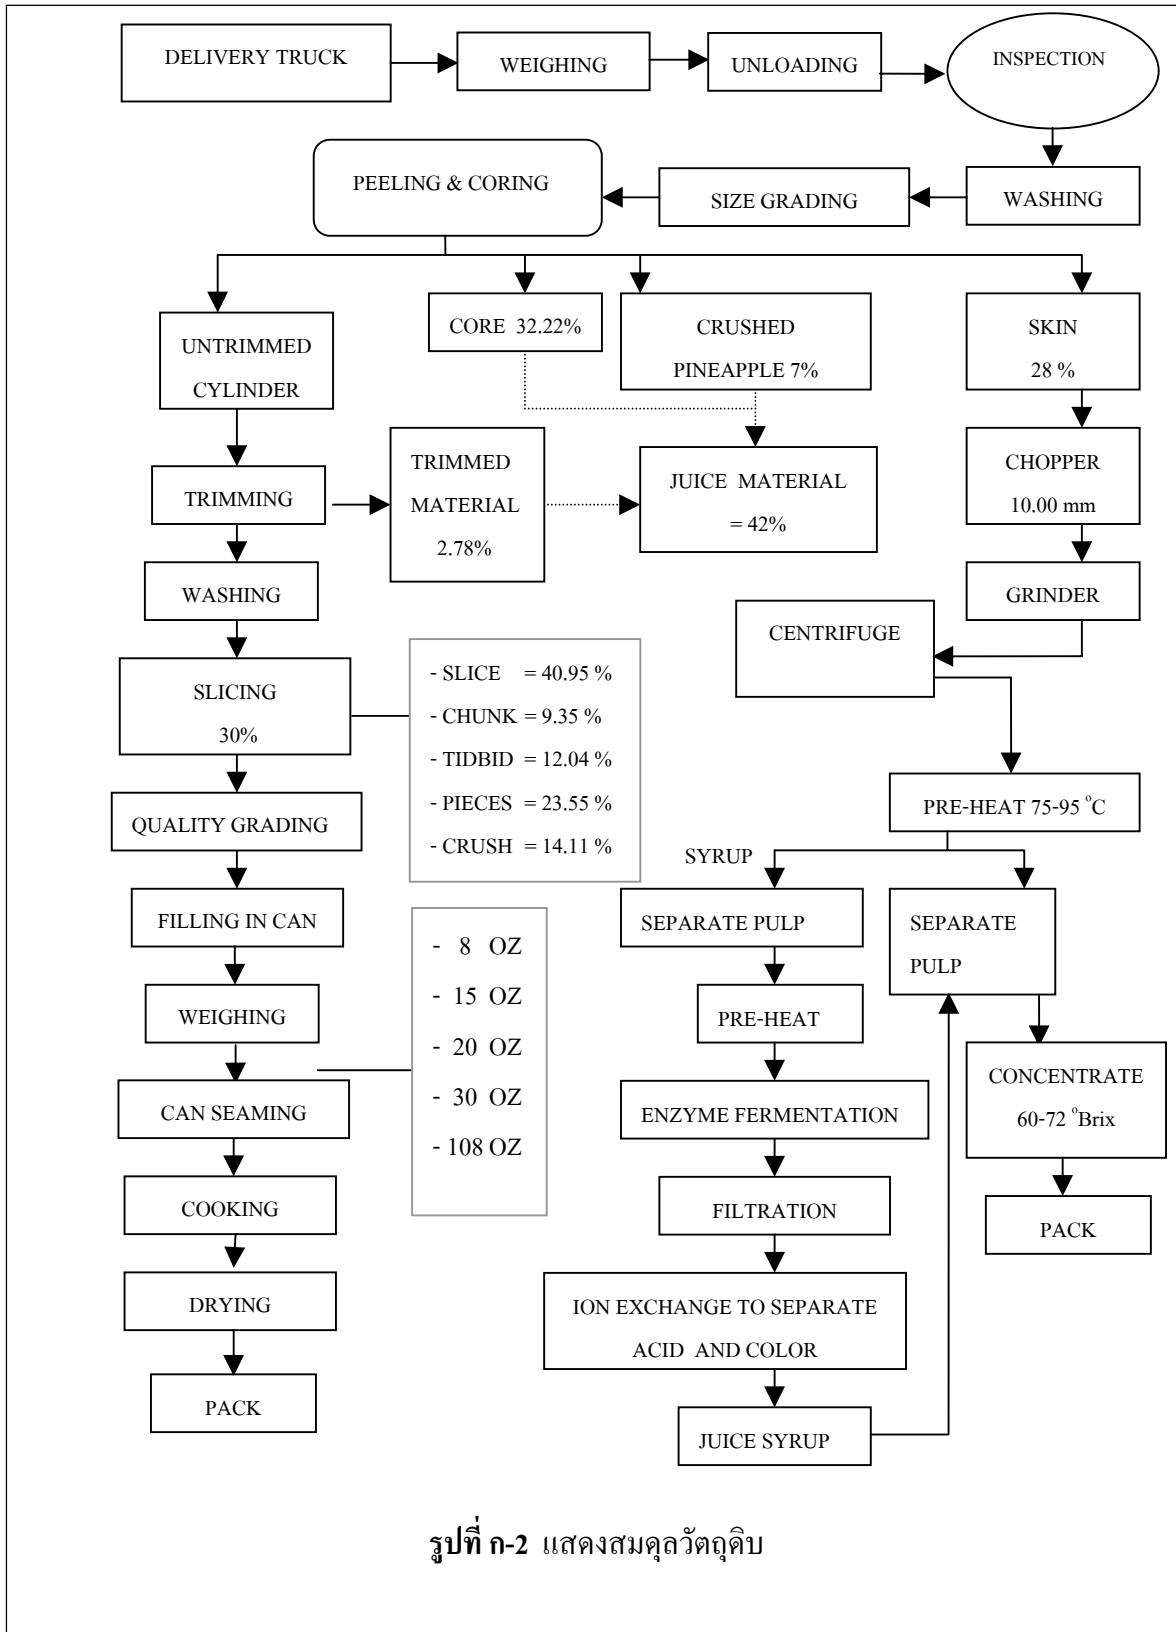 DELIVERY TRUCK
WEIGHING
UNLOADING
INSPECTION
PEELING & CORING
SIZE GRADING
WASHING
UNTRIMMED
CYLINDER
CORE 32.22%
CRUSHED
PINEAPPLE 7%
SKIN
28 %
TRIMMING
TRIMMED
MATERIAL
2.78%
JUICE MATERIAL
= 42%
CHOPPER
10.00 mm
WASHING
GRINDER
CENTRIFUGE
SLICING
30%
- SLICE = 40.95 %
- CHUNK = 9.35 %
- TIDBID = 12.04 %
- PIECES = 23.55 %
- CRUSH = 14.11 %
QUALITY GRADING
PRE-HEAT 75-95 °C
SYRUP
FILLING IN CAN
SEPARATE PULP
SEPARATE
PULP
- 8 OZ
- 15 OZ
- 20 OZ
- 30 OZ
- 108 OZ
WEIGHING
PRE-HEAT
CAN SEAMING
ENZYME FERMENTATION
CONCENTRATE
60-72 °Brix
COOKING
FILTRATION
PACK
DRYING
ION EXCHANGE TO SEPARATE
ACID AND COLOR
PACK
JUICE SYRUP
รูปที่ ก-2 แสดงสมดุลวัตถุดิบ